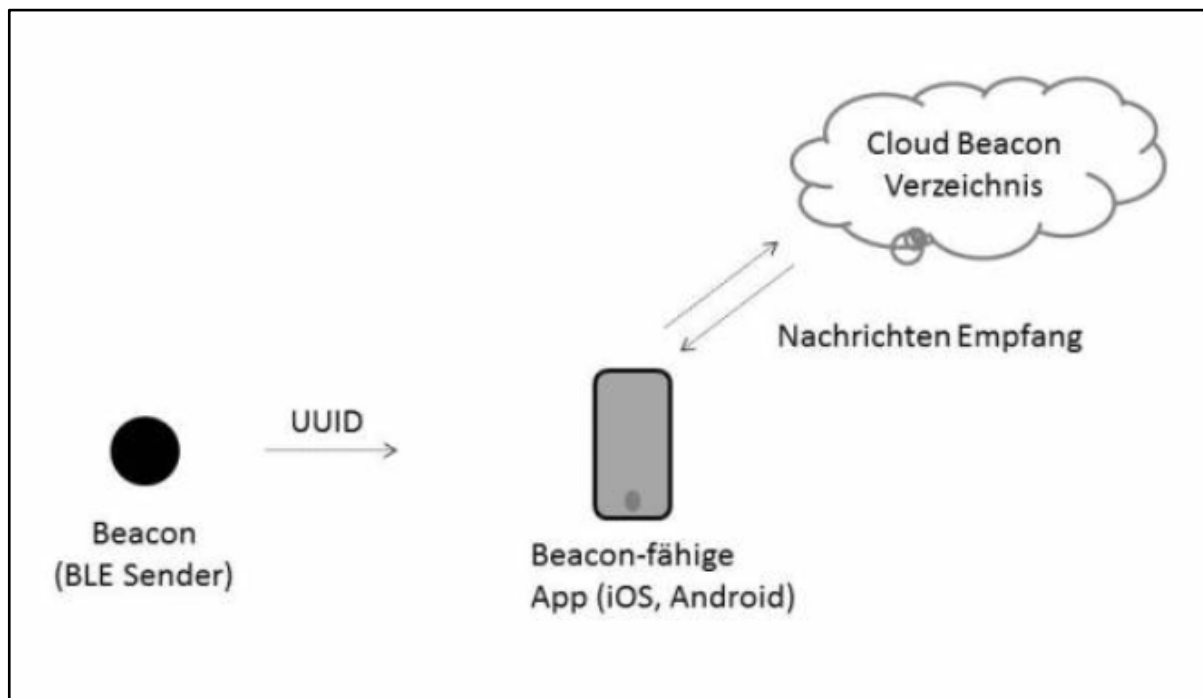 Cloud Beacon
Verzeichnis
Nachrichten Empfang
UUID
Beacon
(BLE Sender)
Beacon-fähige
App (iOS, Android)